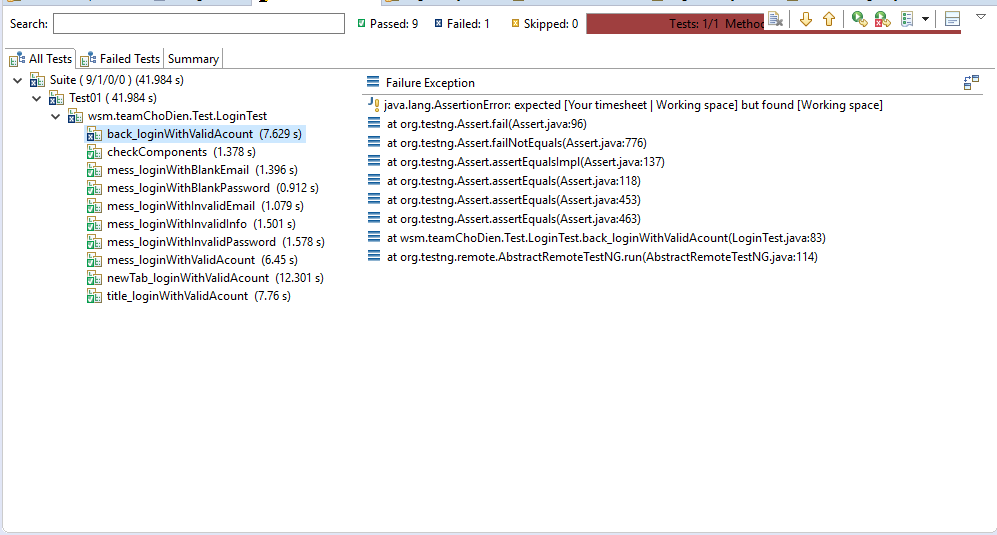 Search: Passed: 9 Failed: 1 Skipped: 0 Tests: 1/1 Metho
All Tests Failed Tests Summary
Suite ( 9/1/0/0 ) (41.984 s)
Test01 ( 41.984 s)
wsm.teamChoDien.Test.LoginTest
back_loginWithValidAcount (7.629 s)
checkComponents (1.378 s)
mess_loginWithBlankEmail (1.396 s)
mess_loginWithBlankPassword (0.912 s)
mess_loginWithInvalidEmail (1.079 s)
mess_loginWithInvalidInfo (1.501 s)
mess_loginWithInvalidPassword (1.578 s)
mess_loginWithValidAcount (6.45 s)
newTab_loginWithValidAcount (12.301 s)
title_loginWithValidAcount (7.76 s)
Failure Exception
java.lang.AssertionError: expected [Your timesheet | Working space] but found [Working space]
at org.testng.Assert.fail(Assert.java:96)
at org.testng.Assert.failNotEquals(Assert.java:776)
at org.testng.Assert.assertEqualsImpl(Assert.java:137)
at org.testng.Assert.assertEquals(Assert.java:118)
at org.testng.Assert.assertEquals(Assert.java:453)
at org.testng.Assert.assertEquals(Assert.java:463)
at wsm.teamChoDien.Test.LoginTest.back_loginWithValidAcount(LoginTest.java:83)
at org.testng.remote.AbstractRemoteTestNG.run(AbstractRemoteTestNG.java:114)